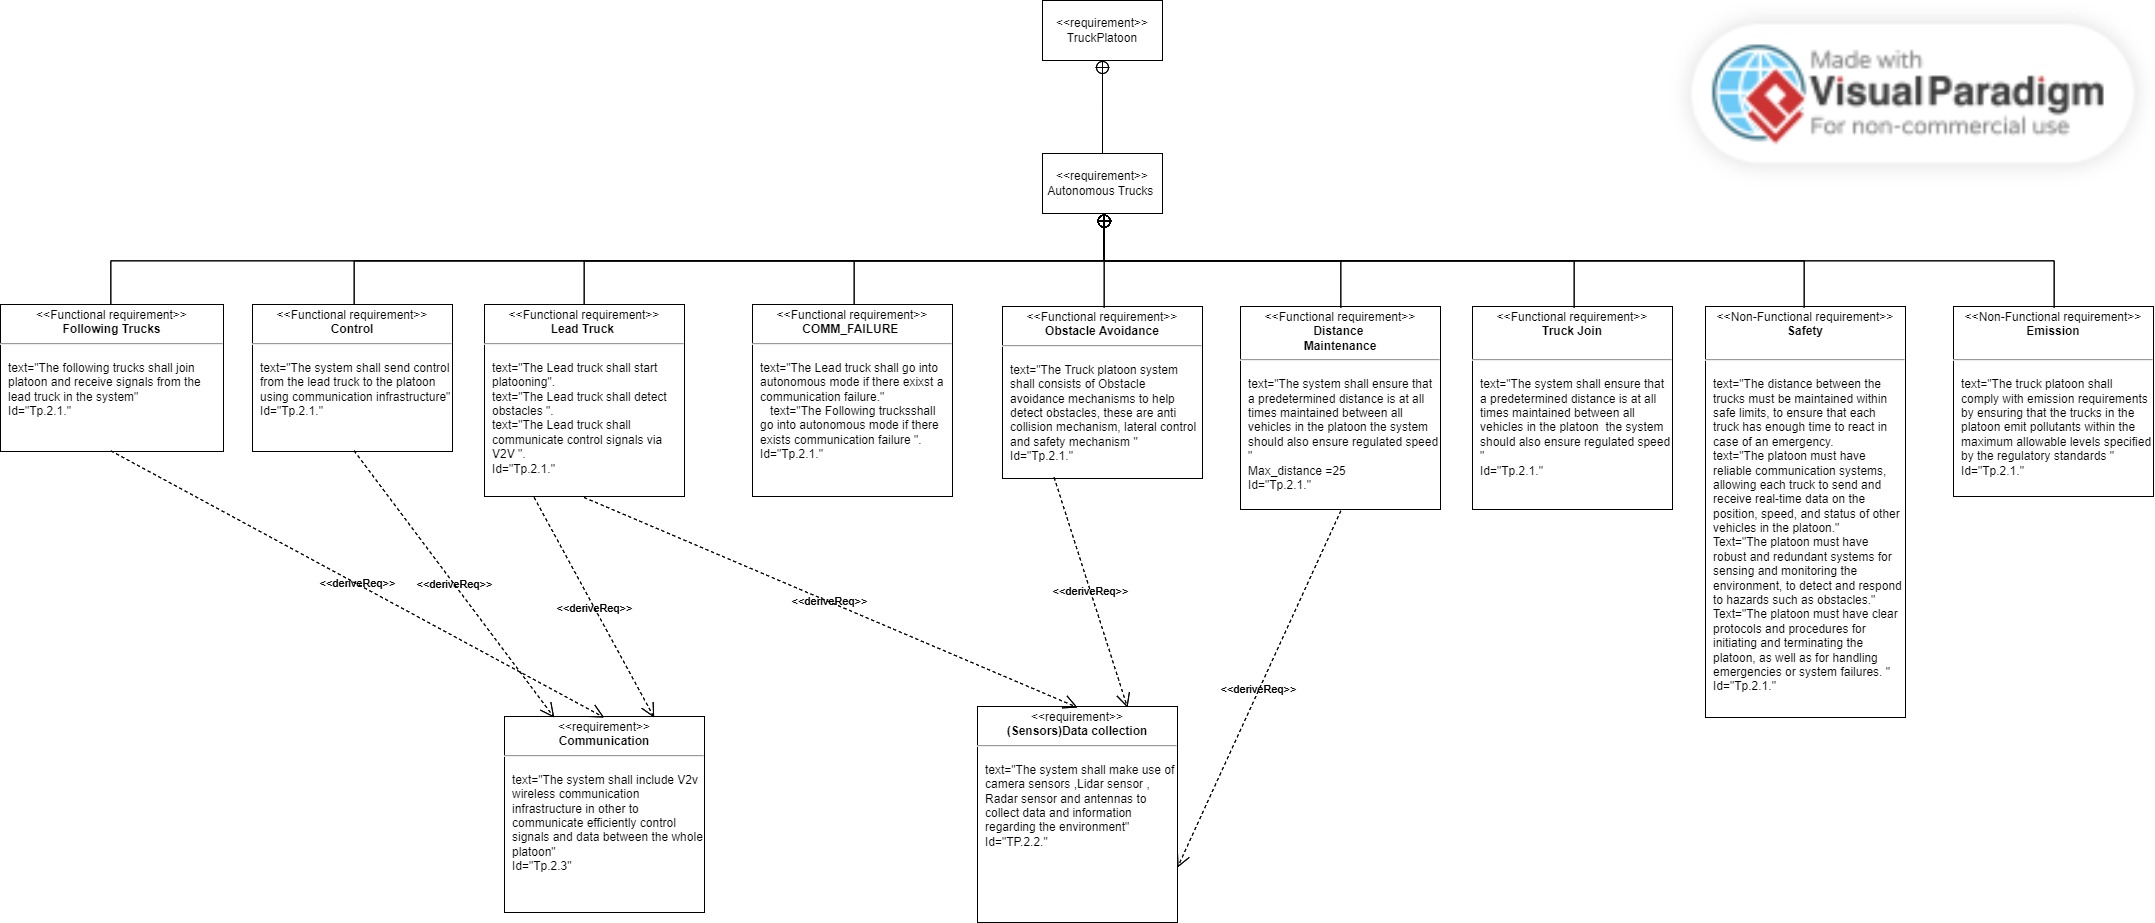 <<requirement>>
TruckPlatoon
Made with
Visual Paradigm
For non-commercial use
<<requirement>>
Autonomous Trucks
<<Functional requirement>>
Following Trucks
text="The following trucks shall join
platoon and receive signals from the
lead truck in the system"
Id="Tp.2.1."
<<Functional requirement>>
Control
text="The system shall send control
from the lead truck to the platoon
using communication infrastructure"
Id="Tp.2.1."
<<Functional requirement>>
Lead Truck
text="The Lead truck shall start
platooning".
text="The Lead truck shall detect
obstacles ".
text="The Lead truck shall
communicate control signals via
V2V ".
Id="Tp.2.1."
<<Functional requirement>>
COMM_FAILURE
text="The Lead truck shall go into
autonomous mode if there exixst a
communication failure."
text="The Following trucksshall
go into autonomous mode if there
exists communication failure ".
Id="Tp.2.1."
<<Functional requirement>>
Obstacle Avoidance
text="The Truck platoon system
shall consists of Obstacle
avoidance mechanisms to help
detect obstacles, these are anti
collision mechanism, lateral control
and safety mechanism "
Id="Tp.2.1."
<<Functional requirement>>
Distance
Maintenance
text="The system shall ensure that
a predetermined distance is at all
times maintained between all
vehicles in the platoon the system
should also ensure regulated speed
"
Max_distance =25
Id="Tp.2.1."
<<Functional requirement>>
Truck Join
text="The system shall ensure that
a predetermined distance is at all
times maintained between all
vehicles in the platoon  the system
should also ensure regulated speed
"
Id="Tp.2.1."
<<Non-Functional requirement>>
Safety
text="The distance between the
trucks must be maintained within
safe limits, to ensure that each
truck has enough time to react in
case of an emergency.
text="The platoon must have
reliable communication systems,
allowing each truck to send and
receive real-time data on the
position, speed, and status of other
vehicles in the platoon."
Text="The platoon must have
robust and redundant systems for
sensing and monitoring the
environment, to detect and respond
to hazards such as obstacles."
Text="The platoon must have clear
protocols and procedures for
initiating and terminating the
platoon, as well as for handling
emergencies or system failures. "
Id="Tp.2.1."
<<Non-Functional requirement>>
Emission
text="The truck platoon shall
comply with emission requirements
by ensuring that the trucks in the
platoon emit pollutants within the
maximum allowable levels specified
by the regulatory standards "
Id="Tp.2.1."
<<deriveReq>>
<<deriveReq>>
<<deriveReq>>
<<deriveReq>>
<<deriveReq>>
<<deriveReq>>
<<requirement>>
Communication
text="The system shall include V2v
wireless communication
infrastructure in other to
communicate efficiently control
signals and data between the whole
platoon"
Id="Tp.2.3"
<<requirement>>
(Sensors)Data collection
text="The system shall make use of
camera sensors ,Lidar sensor ,
Radar sensor and antennas to
collect data and information
regarding the environment"
Id="TP.2.2."